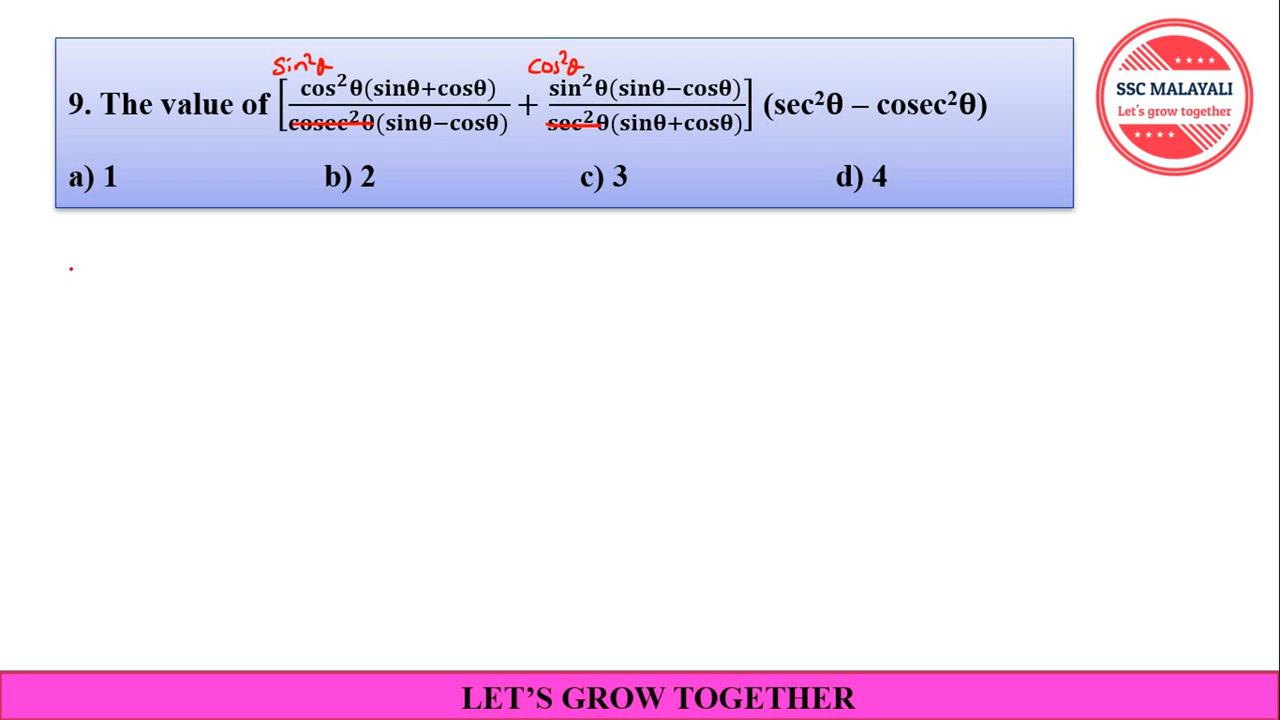 sin²θ cos²θ
9. The value of [cos²θ(sinθ+cosθ)/cosec²θ(sinθ−cosθ) + sin²θ(sinθ−cosθ)/sec²θ(sinθ+cosθ)] (sec²θ – cosec²θ)
a) 1 b) 2 c) 3 d) 4
SSC MALAYALI
Let's grow together
LET'S GROW TOGETHER